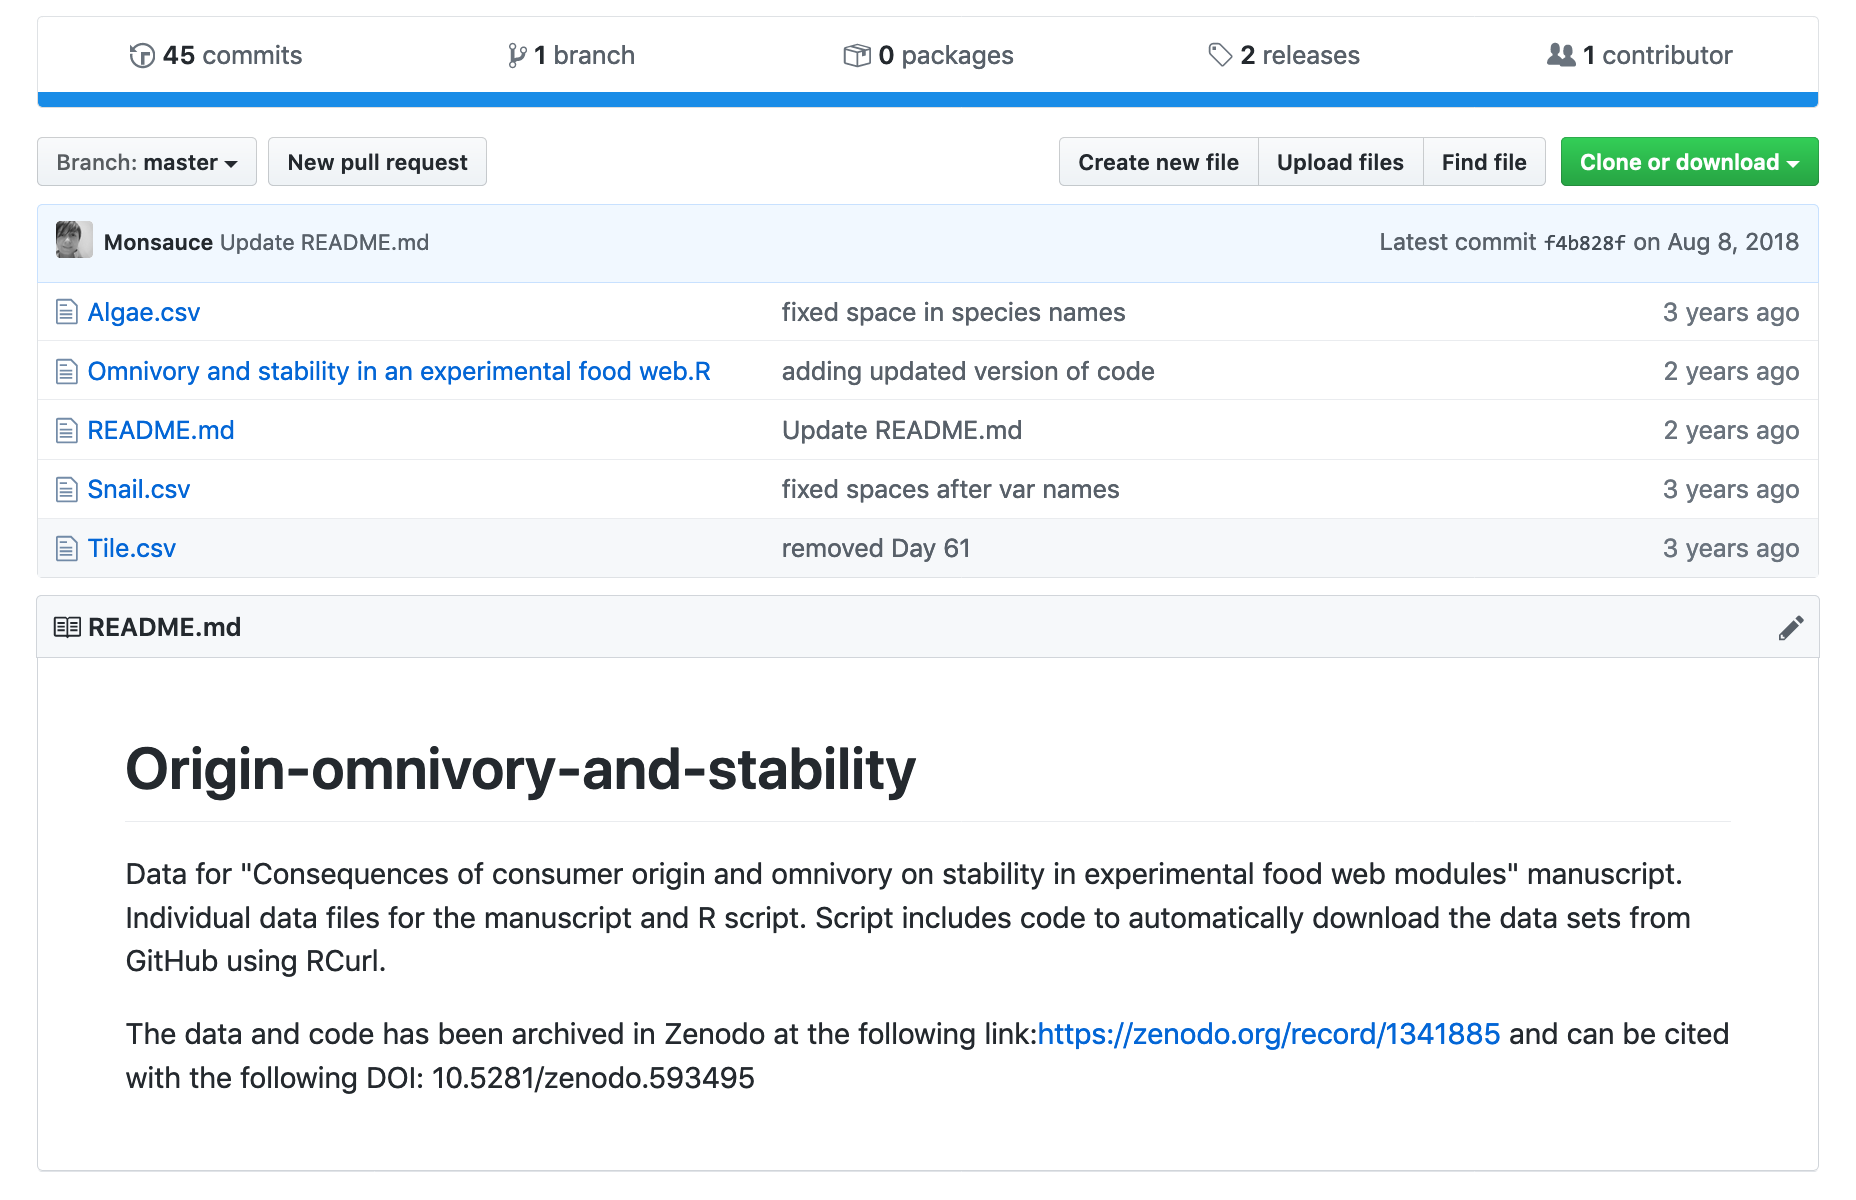 45 commits
1 branch
0 packages
2 releases
1 contributor
Branch: master
New pull request
Create new file
Upload files
Find file
Clone or download
Monsauce Update README.md
Latest commit f4b828f on Aug 8, 2018
Algae.csv
fixed space in species names
3 years ago
Omnivory and stability in an experimental food web.R
adding updated version of code
2 years ago
README.md
Update README.md
2 years ago
Snail.csv
fixed spaces after var names
3 years ago
Tile.csv
removed Day 61
3 years ago
README.md
Origin-omnivory-and-stability
Data for "Consequences of consumer origin and omnivory on stability in experimental food web modules" manuscript.
Individual data files for the manuscript and R script. Script includes code to automatically download the data sets from
GitHub using RCurl.
The data and code has been archived in Zenodo at the following link:https://zenodo.org/record/1341885 and can be cited
with the following DOI: 10.5281/zenodo.593495